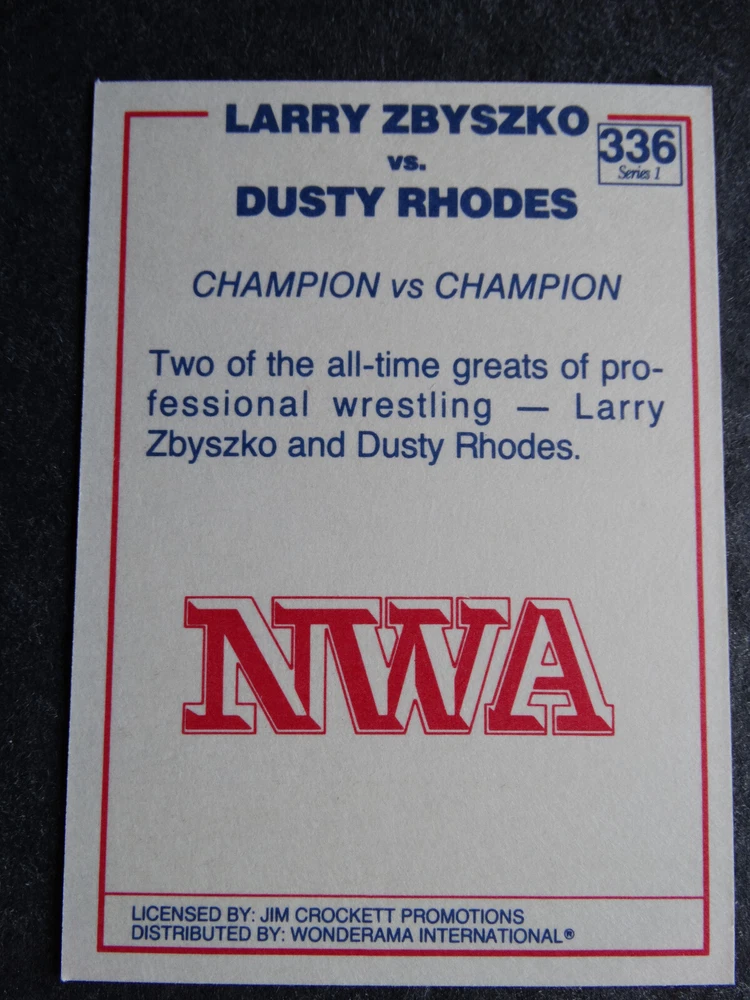 LARRY ZBYSZKO
vs.
DUSTY RHODES
336
Series 1
CHAMPION vs CHAMPION
Two of the all-time greats of pro-
fessional wrestling — Larry
Zbyszko and Dusty Rhodes.
NWA
LICENSED BY: JIM CROCKETT PROMOTIONS
DISTRIBUTED BY: WONDERAMA INTERNATIONAL®